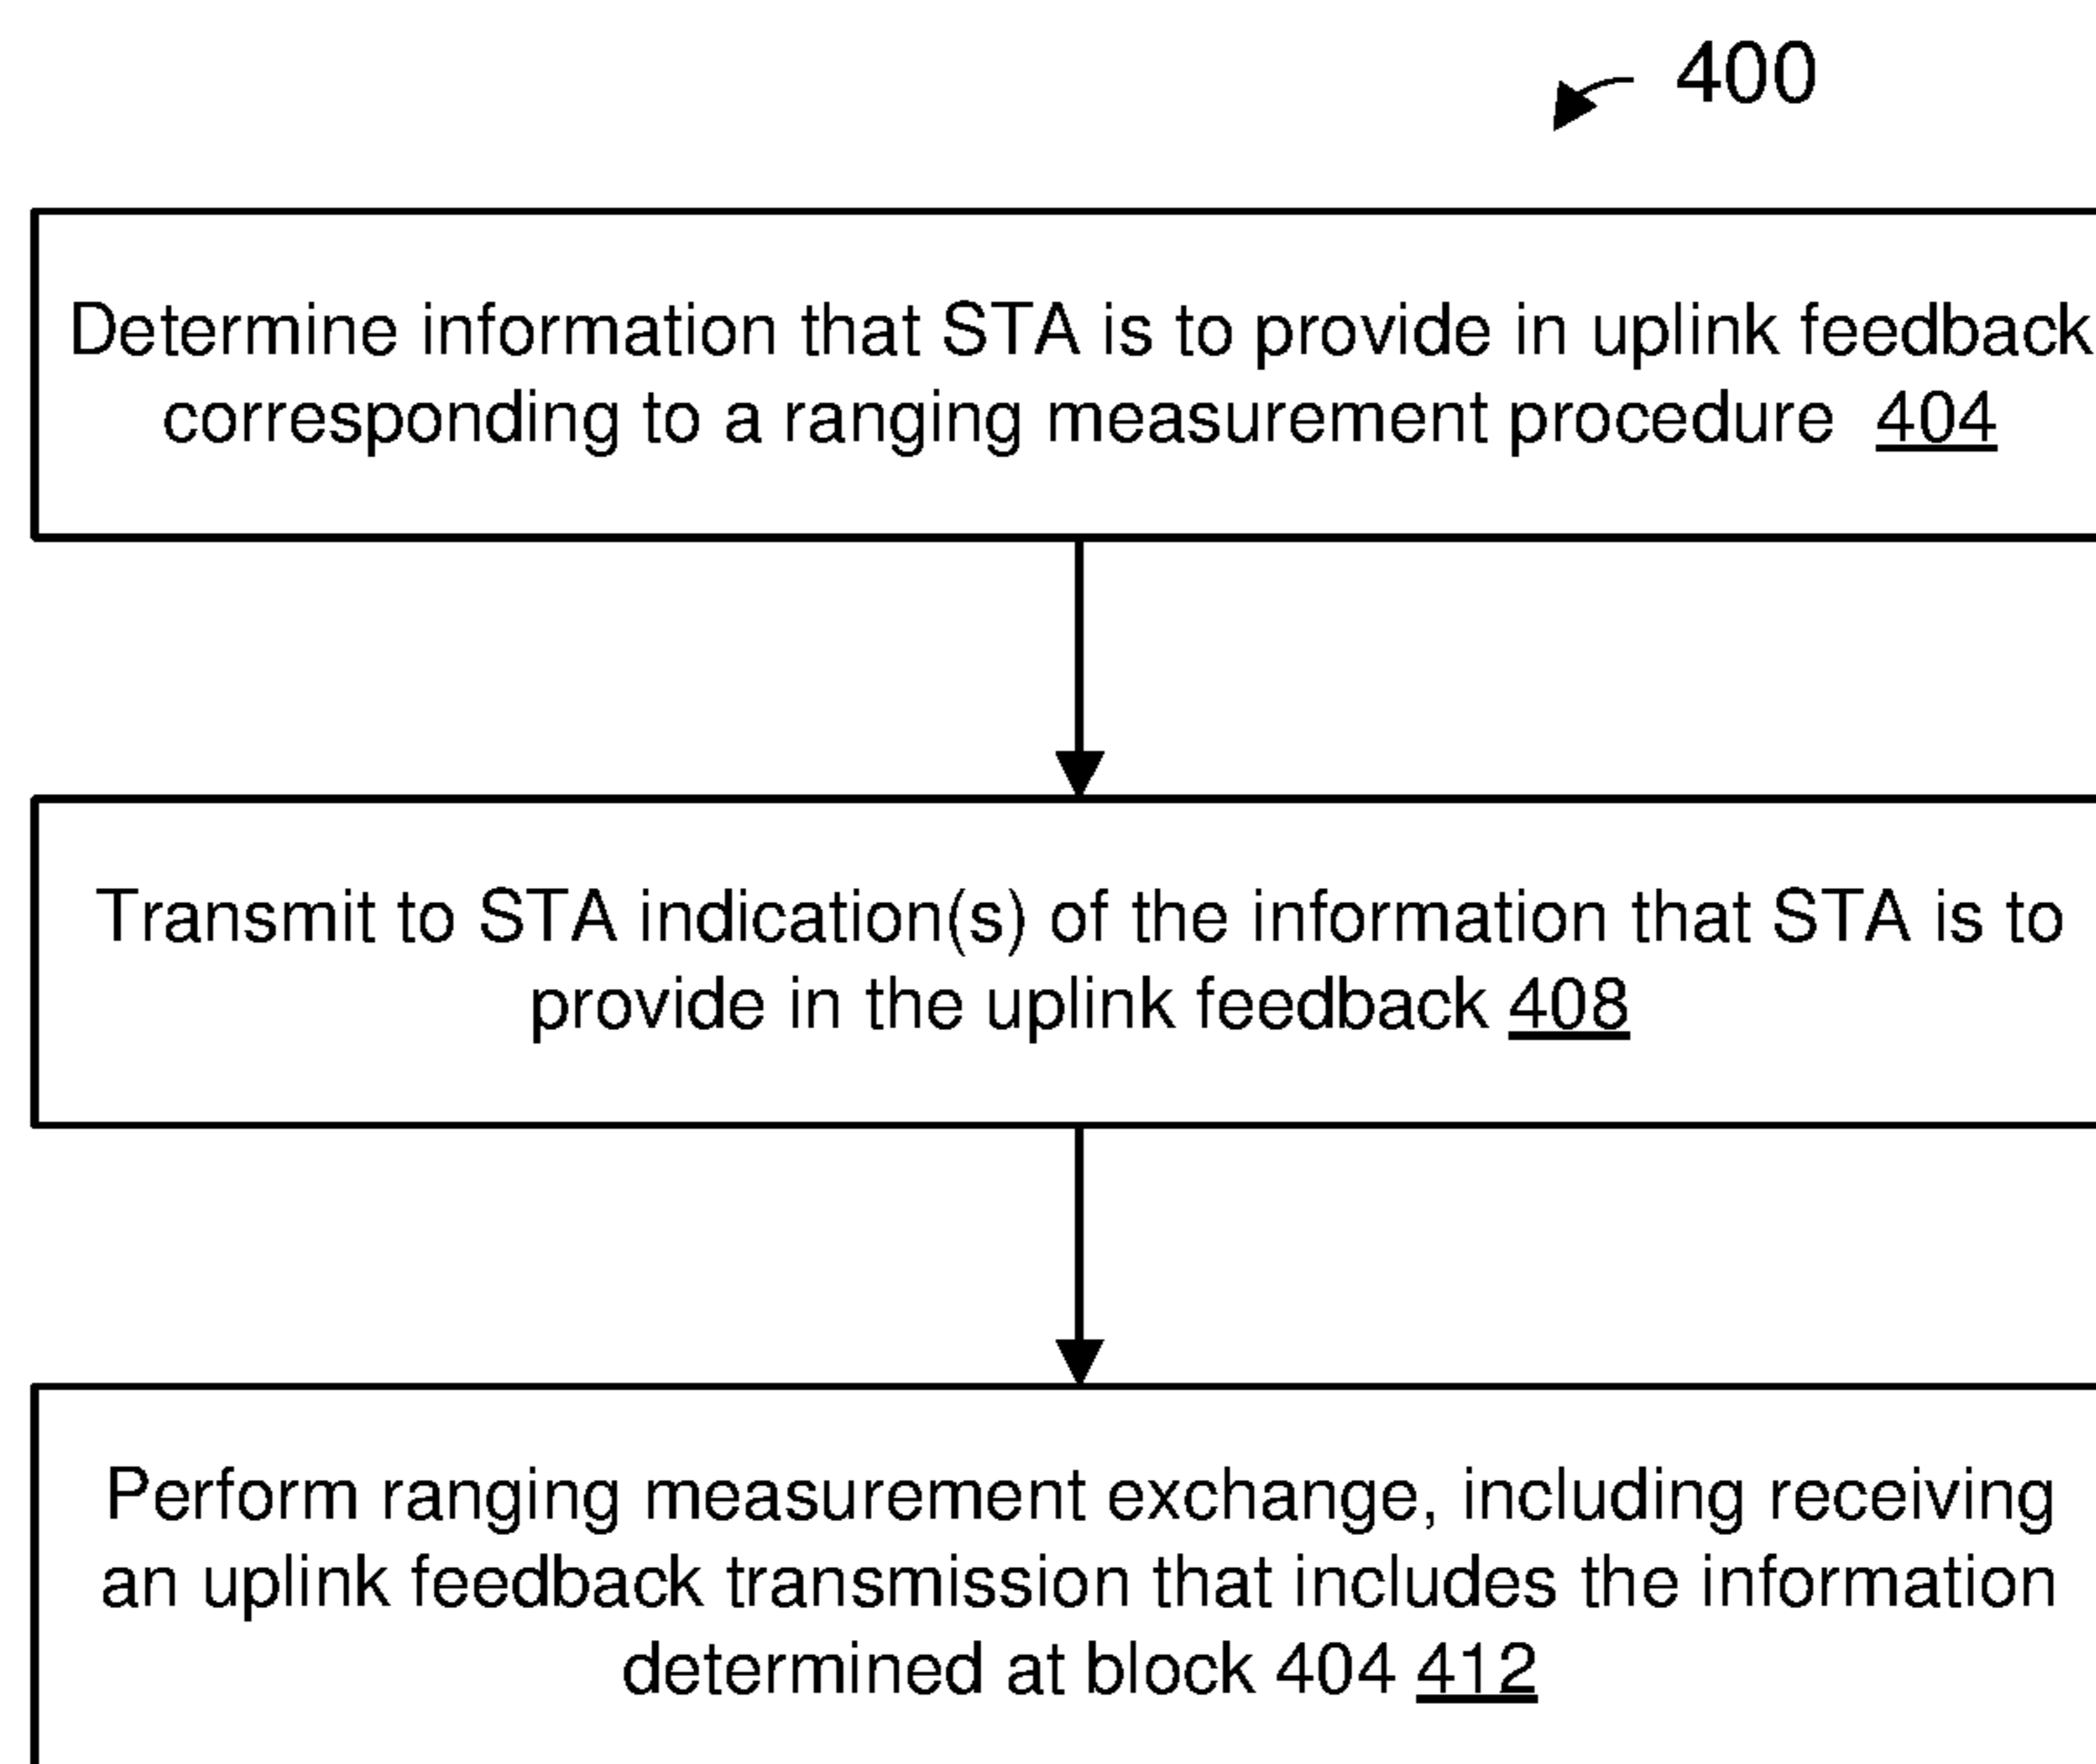 400
Determine information that STA is to provide in uplink feedback
corresponding to a ranging measurement procedure 404
Transmit to STA indication(s) of the information that STA is to
provide in the uplink feedback 408
Perform ranging measurement exchange, including receiving
an uplink feedback transmission that includes the information
determined at block 404 412